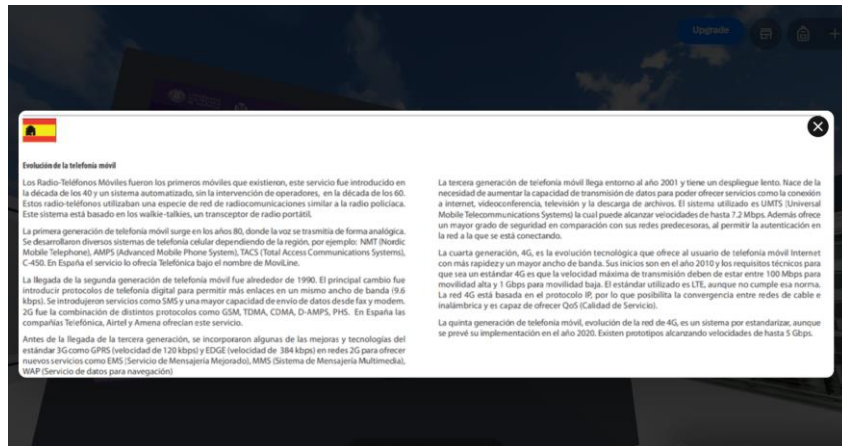 Upgrade
Evolución de la telefonía móvil
Los Radio-Teléfonos Móviles fueron los primeros móviles que existieron, este servicio fue introducido en
la década de los 40 y un sistema automatizado, sin la intervención de operadores, en la década de los 60.
Estos radio-teléfonos utilizaban una especie de red de radiocomunicaciones similar a la radio policíaca.
Este sistema está basado en los walkie-talkies, un transceptor de radio portátil.
La primera generación de telefonía móvil surge en los años 80, donde la voz se trasmitía de forma analógica.
Se desarrollaron diversos sistemas de telefonía celular dependiendo de la región, por ejemplo: NMT (Nordic
Mobile Telephone), AMPS (Advanced Mobile Phone System), TACS (Total Access Communications Systems),
C-450. En España el servicio lo ofrecía Telefónica bajo el nombre de MoviLine.
La llegada de la segunda generación de telefonía móvil fue alrededor de 1990. El principal cambio fue
introducir protocolos de telefonía digital para permitir más enlaces en un mismo ancho de banda (9.6
kbps). Se introdujeron servicios como SMS y una mayor capacidad de envío de datos desde fax y modem.
2G fue la combinación de distintos protocolos como GSM, TDMA, CDMA, D-AMPS, PHS. En España las
compañías Telefónica, Airtel y Amena ofrecían este servicio.
Antes de la llegada de la tercera generación, se incorporaron algunas de las mejoras y tecnologías del
estándar 3G como GPRS (velocidad de 120 kbps) y EDGE (velocidad de 384 kbps) en redes 2G para ofrecer
nuevos servicios como EMS (Servicio de Mensajería Mejorado), MMS (Sistema de Mensajería Multimedia),
WAP (Servicio de datos para navegación)
La tercera generación de telefonía móvil llega entorno al año 2001 y tiene un despliegue lento. Nace de la
necesidad de aumentar la capacidad de transmisión de datos para poder ofrecer servicios como la conexión
a internet, videoconferencia, televisión y la descarga de archivos. El sistema utilizado es UMTS (Universal
Mobile Telecommunications Systems) la cual puede alcanzar velocidades de hasta 7.2 Mbps. Además ofrece
un mayor grado de seguridad en comparación con sus redes predecesoras, al permitir la autenticación en
la red a la que se está conectando.
La cuarta generación, 4G, es la evolución tecnológica que ofrece al usuario de telefonía móvil Internet
con más rapidez y un mayor ancho de banda. Sus inicios son en el año 2010 y los requisitos técnicos para
que sea un estándar 4G es que la velocidad máxima de transmisión deben de estar entre 100 Mbps para
movilidad alta y 1 Gbps para movilidad baja. El estándar utilizado es LTE, aunque no cumple esa norma.
La red 4G está basada en el protocolo IP, por lo que posibilita la convergencia entre redes de cable e
inalámbrica y es capaz de ofrecer QoS (Calidad de Servicio).
La quinta generación de telefonía móvil, evolución de la red de 4G, es un sistema por estandarizar, aunque
se prevé su implementación en el año 2020. Existen prototipos alcanzando velocidades de hasta 5 Gbps.